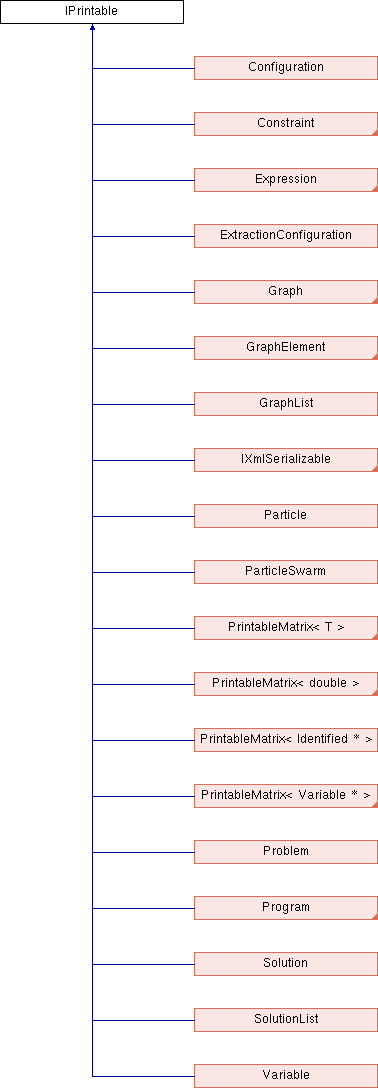 IPrintable
Configuration
Constraint
Expression
ExtractionConfiguration
Graph
GraphElement
GraphList
IXmlSerializable
Particle
ParticleSwarm
PrintableMatrix< T >
PrintableMatrix< double >
PrintableMatrix< Identified * >
PrintableMatrix< Variable * >
Problem
Program
Solution
SolutionList
Variable